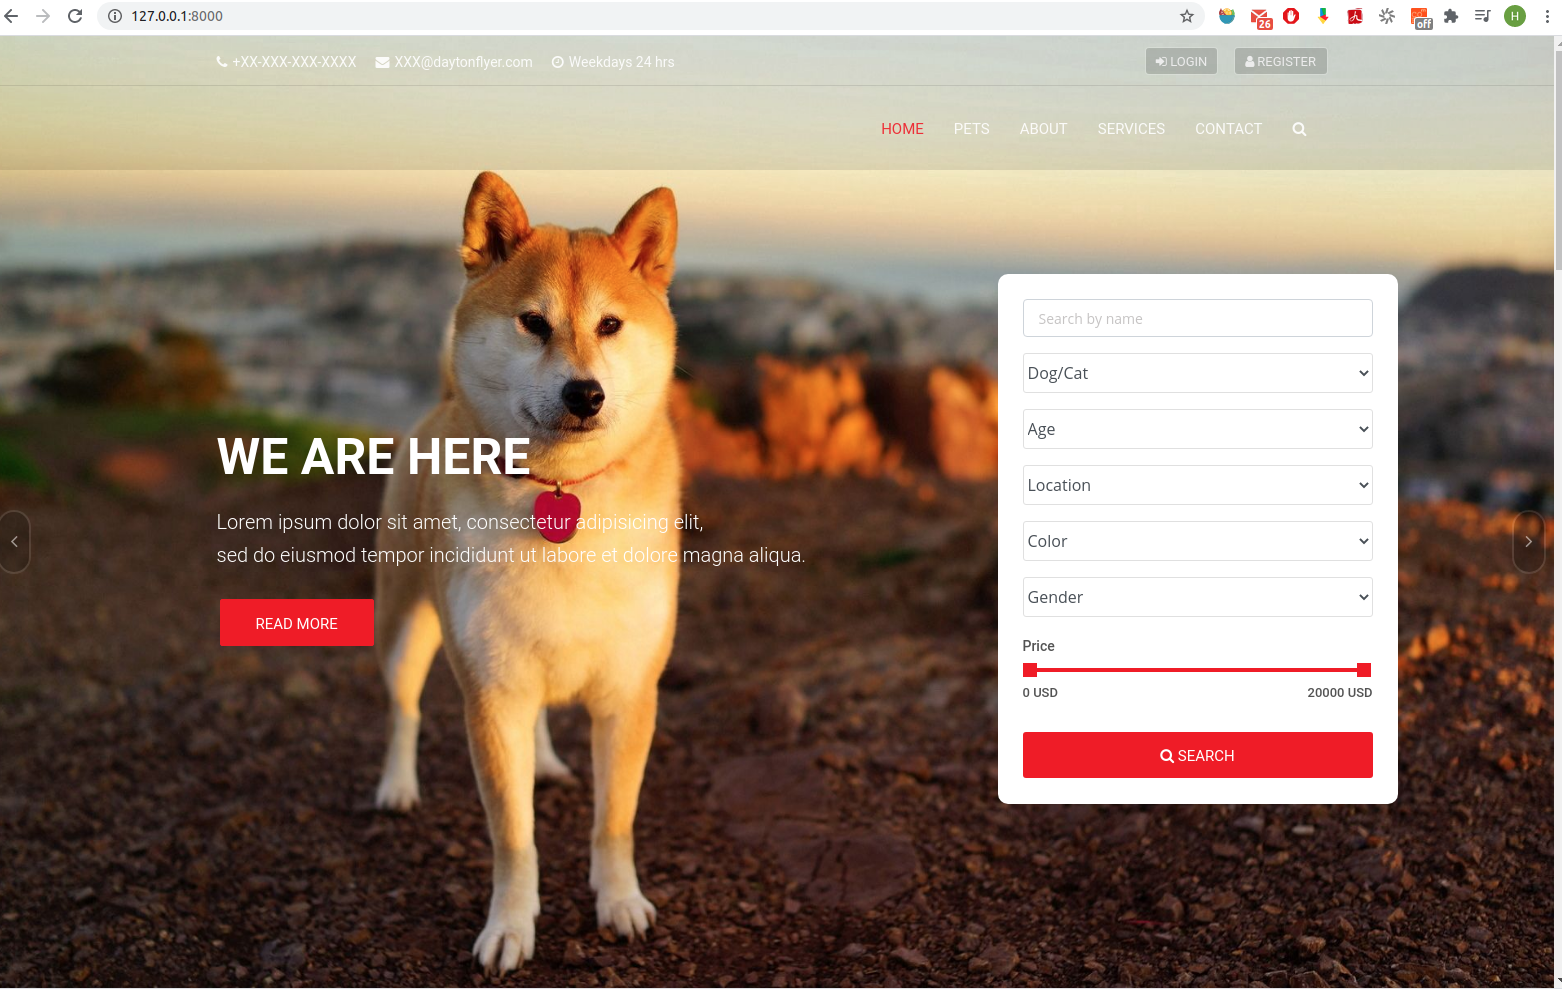 127.0.0.1:8000
26
off
H
+XX-XXX-XXX-XXXX XXX@daytonflyer.com Weekdays 24 hrs
LOGIN REGISTER
HOME PETS ABOUT SERVICES CONTACT
Search by name
Dog/Cat
Age
Location
Color
Gender
Price
0 USD 20000 USD
SEARCH
WE ARE HERE
Lorem ipsum dolor sit amet, consectetur adipisicing elit,
sed do eiusmod tempor incididunt ut labore et dolore magna aliqua.
READ MORE